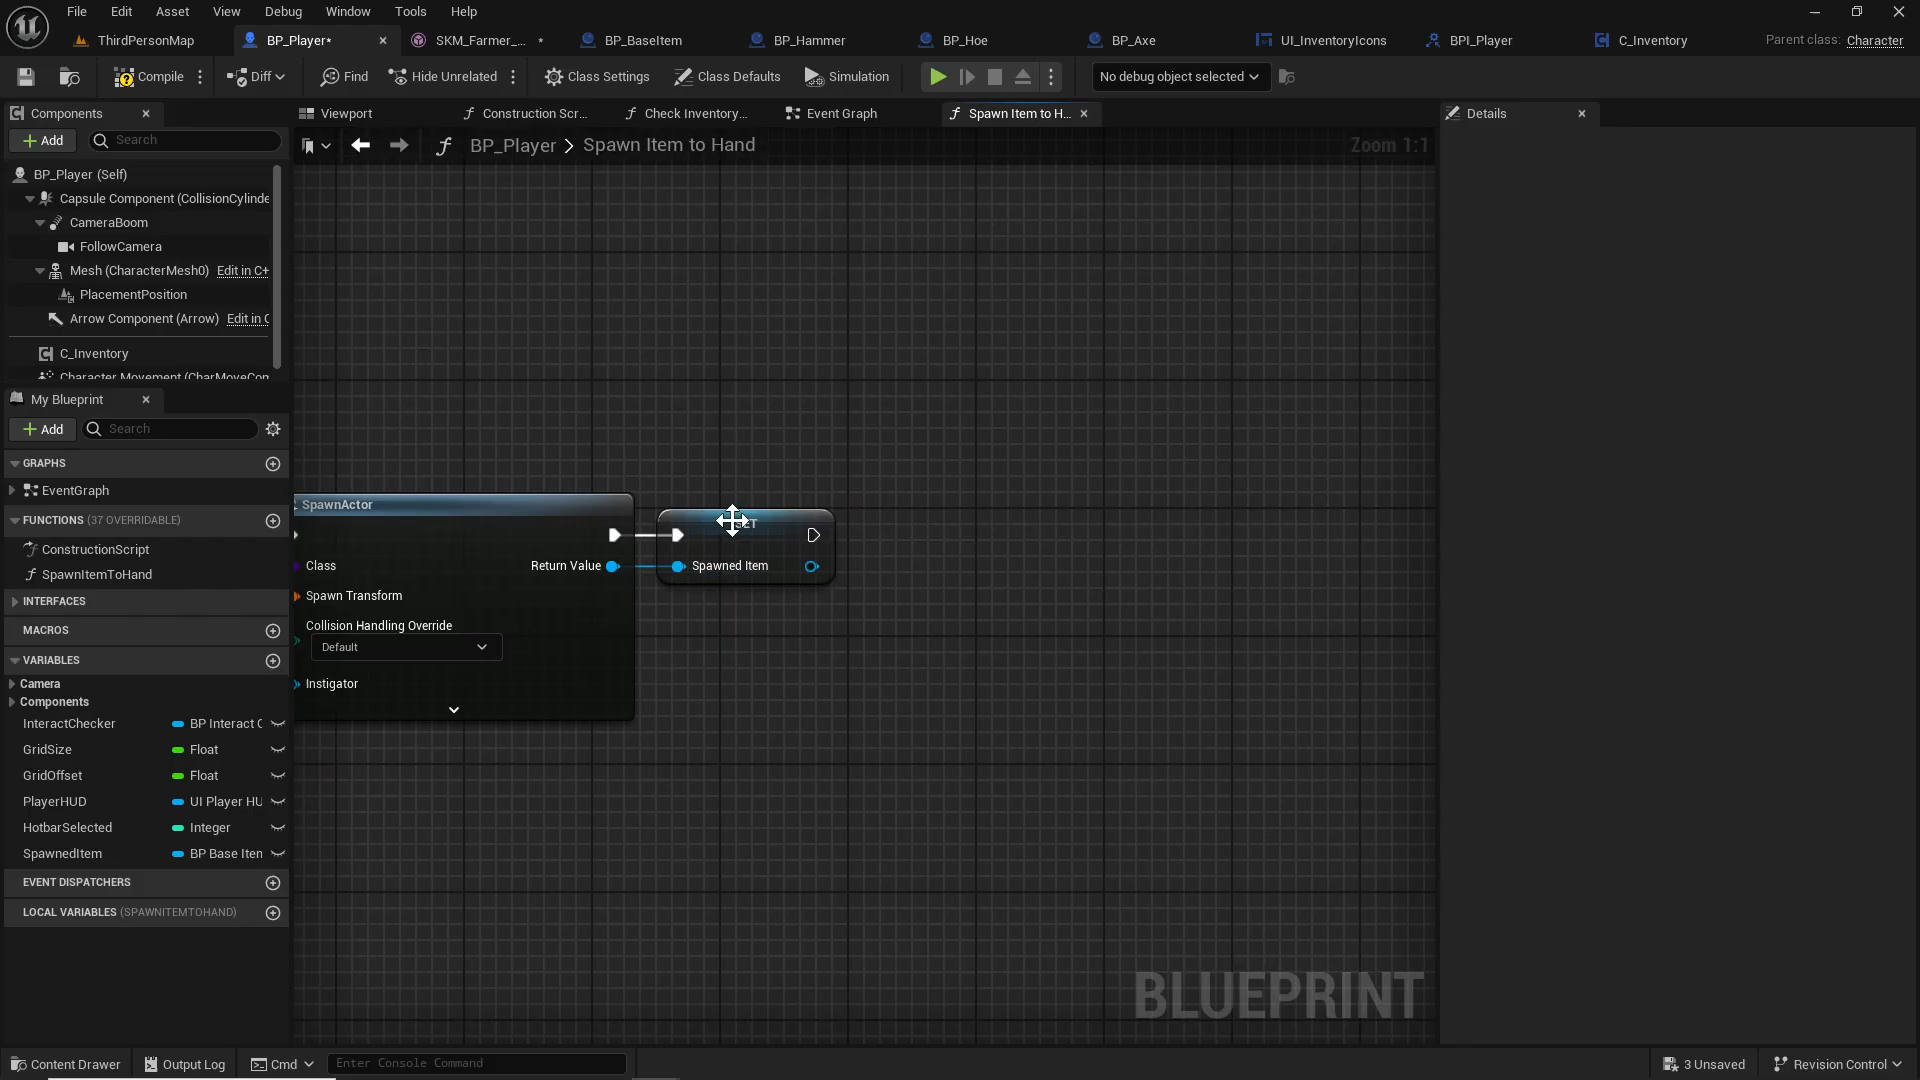 File Edit Asset View Debug Window Tools Help
ThirdPersonMap BP_Player* SKM_Farmer_... * BP_BaseItem BP_Hammer BP_Hoe BP_Axe UI_InventoryIcons BPI_Player C_Inventory Parent class: Character
Compile Diff Find Hide Unrelated Class Settings Class Defaults Simulation No debug object selected
Components Viewport Construction Scr... Check Inventory... Event Graph Spawn Item to H... Details
Add Search
BP_Player > Spawn Item to Hand Zoom 1:1
BP_Player (Self)
Capsule Component (CollisionCylinde
CameraBoom
FollowCamera
Mesh (CharacterMesh0) Edit in C+
PlacementPosition
Arrow Component (Arrow) Edit in C
C_Inventory
Character Movement (CharMoveCom
My Blueprint
Add Search
GRAPHS
EventGraph
FUNCTIONS (37 OVERRIDABLE)
ConstructionScript
SpawnItemToHand
INTERFACES
MACROS
VARIABLES
Camera
Components
InteractChecker BP Interact C
GridSize Float
GridOffset Float
PlayerHUD UI Player HU
HotbarSelected Integer
SpawnedItem BP Base Iten
EVENT DISPATCHERS
LOCAL VARIABLES (SPAWNITEMTOHAND)
SpawnActor
Class Return Value
Spawn Transform
Collision Handling Override
Default
Instigator
Spawned Item
BLUEPRINT
Content Drawer Output Log Cmd Enter Console Command 3 Unsaved Revision Control